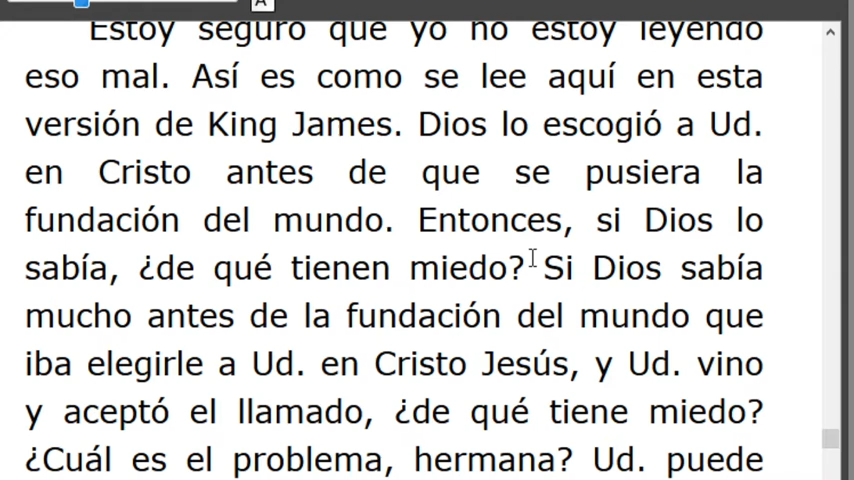 Estoy seguro que yo no estoy leyendo
eso mal. Así es como se lee aquí en esta
versión de King James. Dios lo escogió a Ud.
en Cristo antes de que se pusiera la
fundación del mundo. Entonces, si Dios lo
sabía, ¿de qué tienen miedo? Si Dios sabía
mucho antes de la fundación del mundo que
iba elegirle a Ud. en Cristo Jesús, y Ud. vino
y aceptó el llamado, ¿de qué tiene miedo?
¿Cuál es el problema, hermana? Ud. puede